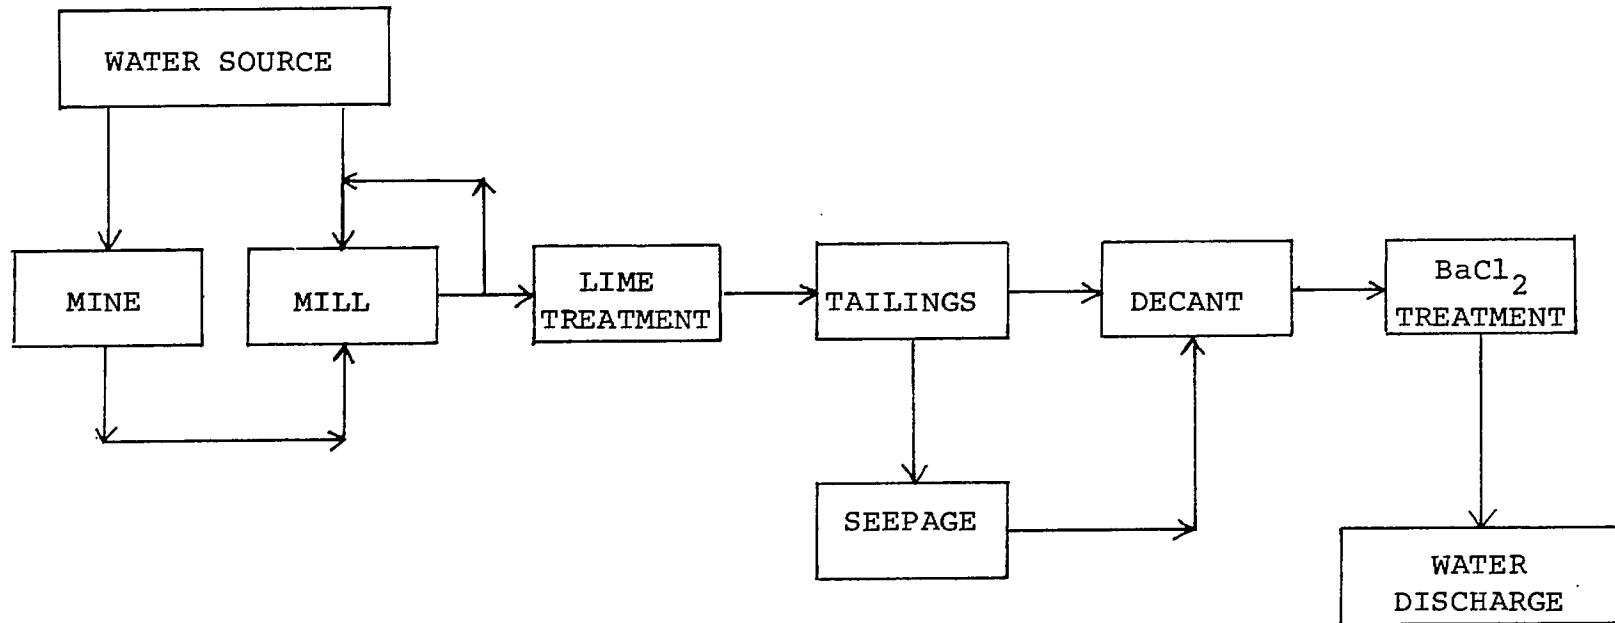 WATER SOURCE
MINE
MILL
LIME
TREATMENT
TAILINGS
DECANT
BaCl₂
TREATMENT
SEEPAGE
WATER
DISCHARGE